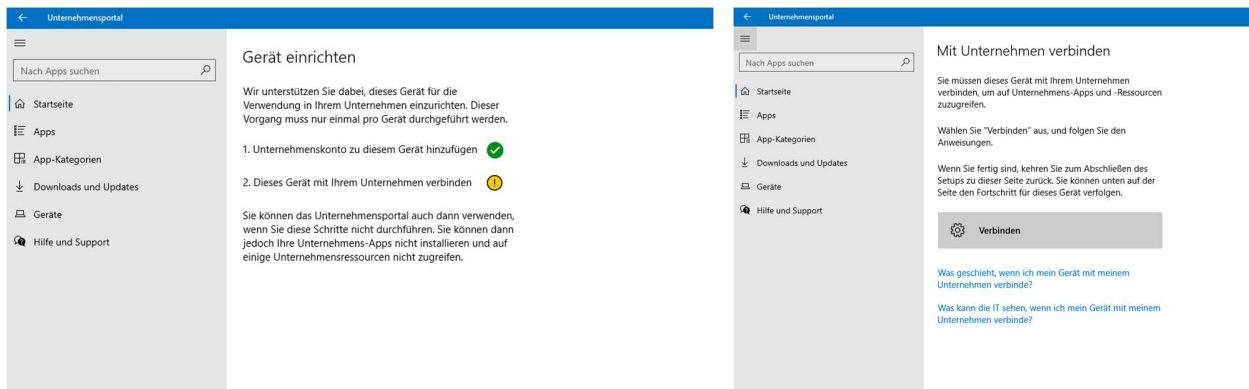 Unternehmensportal
Nach Apps suchen
Startseite
Apps
App-Kategorien
Downloads und Updates
Geräte
Hilfe und Support
Gerät einrichten
Wir unterstützen Sie dabei, dieses Gerät für die
Verwendung in Ihrem Unternehmen einzurichten. Dieser
Vorgang muss nur einmal pro Gerät durchgeführt werden.
1. Unternehmenskonto zu diesem Gerät hinzufügen
2. Dieses Gerät mit Ihrem Unternehmen verbinden
Sie können das Unternehmensportal auch dann verwenden,
wenn Sie diese Schritte nicht durchführen. Sie können dann
jedoch Ihre Unternehmens-Apps nicht installieren und auf
einige Unternehmensressourcen nicht zugreifen.
Unternehmensportal
Nach Apps suchen
Startseite
Apps
App-Kategorien
Downloads und Updates
Geräte
Hilfe und Support
Mit Unternehmen verbinden
Sie müssen dieses Gerät mit Ihrem Unternehmen
verbinden, um auf Unternehmens-Apps und -Ressourcen
zuzugreifen.
Wählen Sie "Verbinden" aus, und folgen Sie den
Anweisungen.
Wenn Sie fertig sind, kehren Sie zum Abschließen des
Setups zu dieser Seite zurück. Sie können unten auf der
Seite den Fortschritt für dieses Gerät verfolgen.
Verbinden
Was geschieht, wenn ich mein Gerät mit meinem
Unternehmen verbinde?
Was kann die IT sehen, wenn ich mein Gerät mit meinem
Unternehmen verbinde?